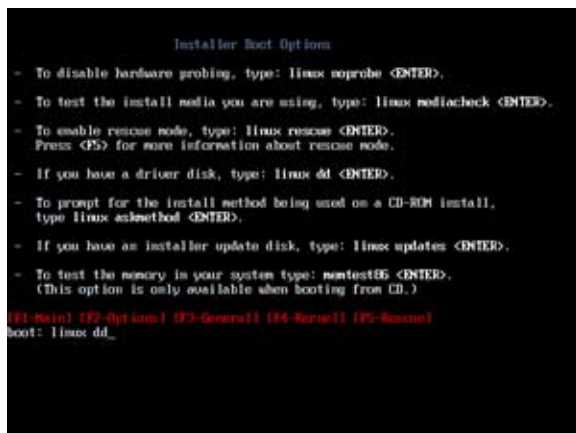 Installer Boot Options
- To disable hardware probing, type: linux noprobe <ENTER>.
- To test the install media you are using, type: linux mediacheck <ENTER>.
- To enable rescue mode, type: linux rescue <ENTER>.
Press <F5> for more information about rescue mode.
- If you have a driver disk, type: linux dd <ENTER>.
- To prompt for the install method being used on a CD-ROM install,
type linux askmethod <ENTER>.
- If you have an installer update disk, type: linux updates <ENTER>.
- To test the memory in your system type: memtest86 <ENTER>.
(This option is only available when booting from CD.)
[F1-Main] [F2-Options] [F3-General] [F4-Kernel] [F5-Rescue]
boot: linux dd_